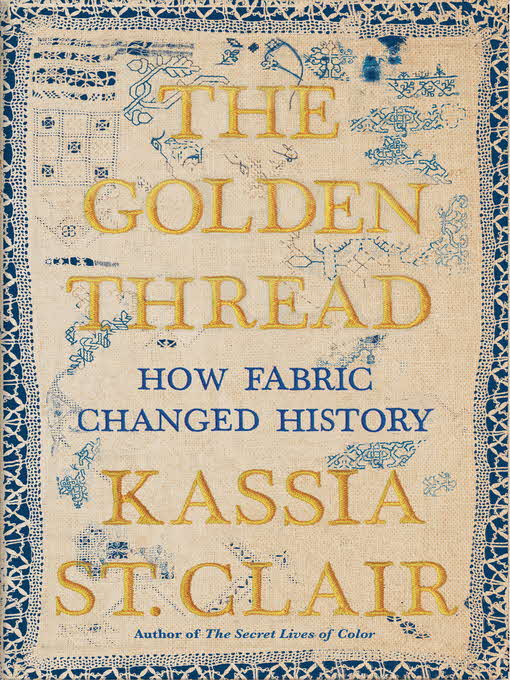 THE
GOLDEN
THREAD
HOW FABRIC
CHANGED HISTORY
KASSIA
ST. CLAIR
Author of The Secret Lives of Color